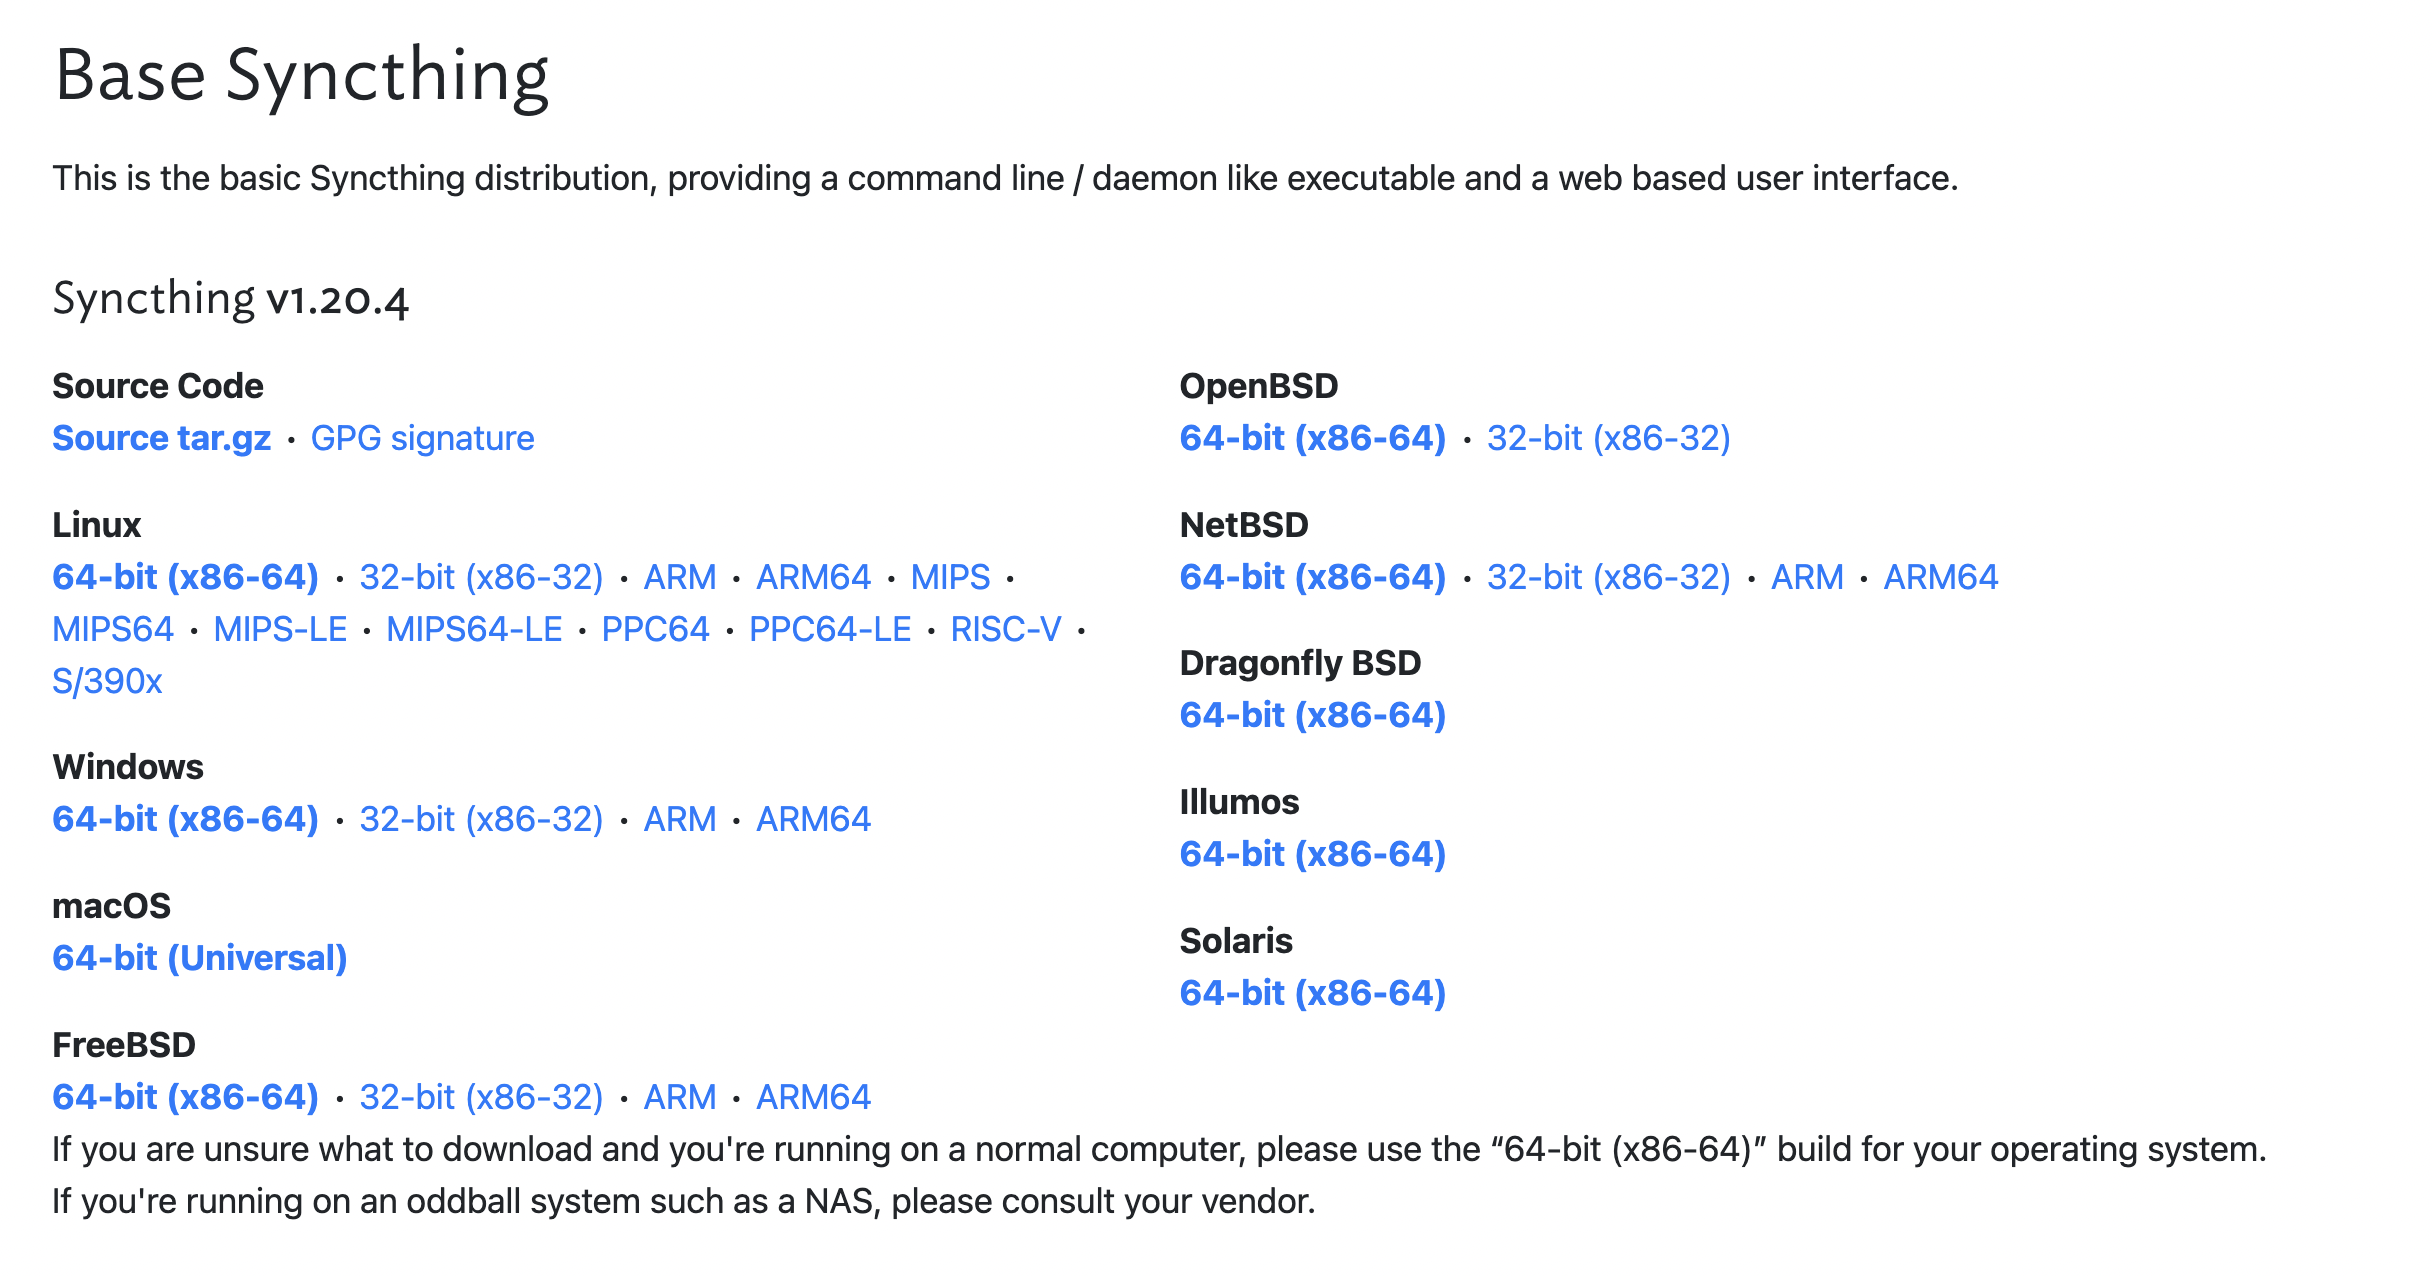 Base Syncthing
This is the basic Syncthing distribution, providing a command line / daemon like executable and a web based user interface.
Syncthing v1.20.4
Source Code
Source tar.gz · GPG signature
Linux
64-bit (x86-64) · 32-bit (x86-32) · ARM · ARM64 · MIPS ·
MIPS64 · MIPS-LE · MIPS64-LE · PPC64 · PPC64-LE · RISC-V ·
S/390x
Windows
64-bit (x86-64) · 32-bit (x86-32) · ARM · ARM64
macOS
64-bit (Universal)
FreeBSD
64-bit (x86-64) · 32-bit (x86-32) · ARM · ARM64
OpenBSD
64-bit (x86-64) · 32-bit (x86-32)
NetBSD
64-bit (x86-64) · 32-bit (x86-32) · ARM · ARM64
Dragonfly BSD
64-bit (x86-64)
Illumos
64-bit (x86-64)
Solaris
64-bit (x86-64)
If you are unsure what to download and you're running on a normal computer, please use the “64-bit (x86-64)” build for your operating system.
If you're running on an oddball system such as a NAS, please consult your vendor.